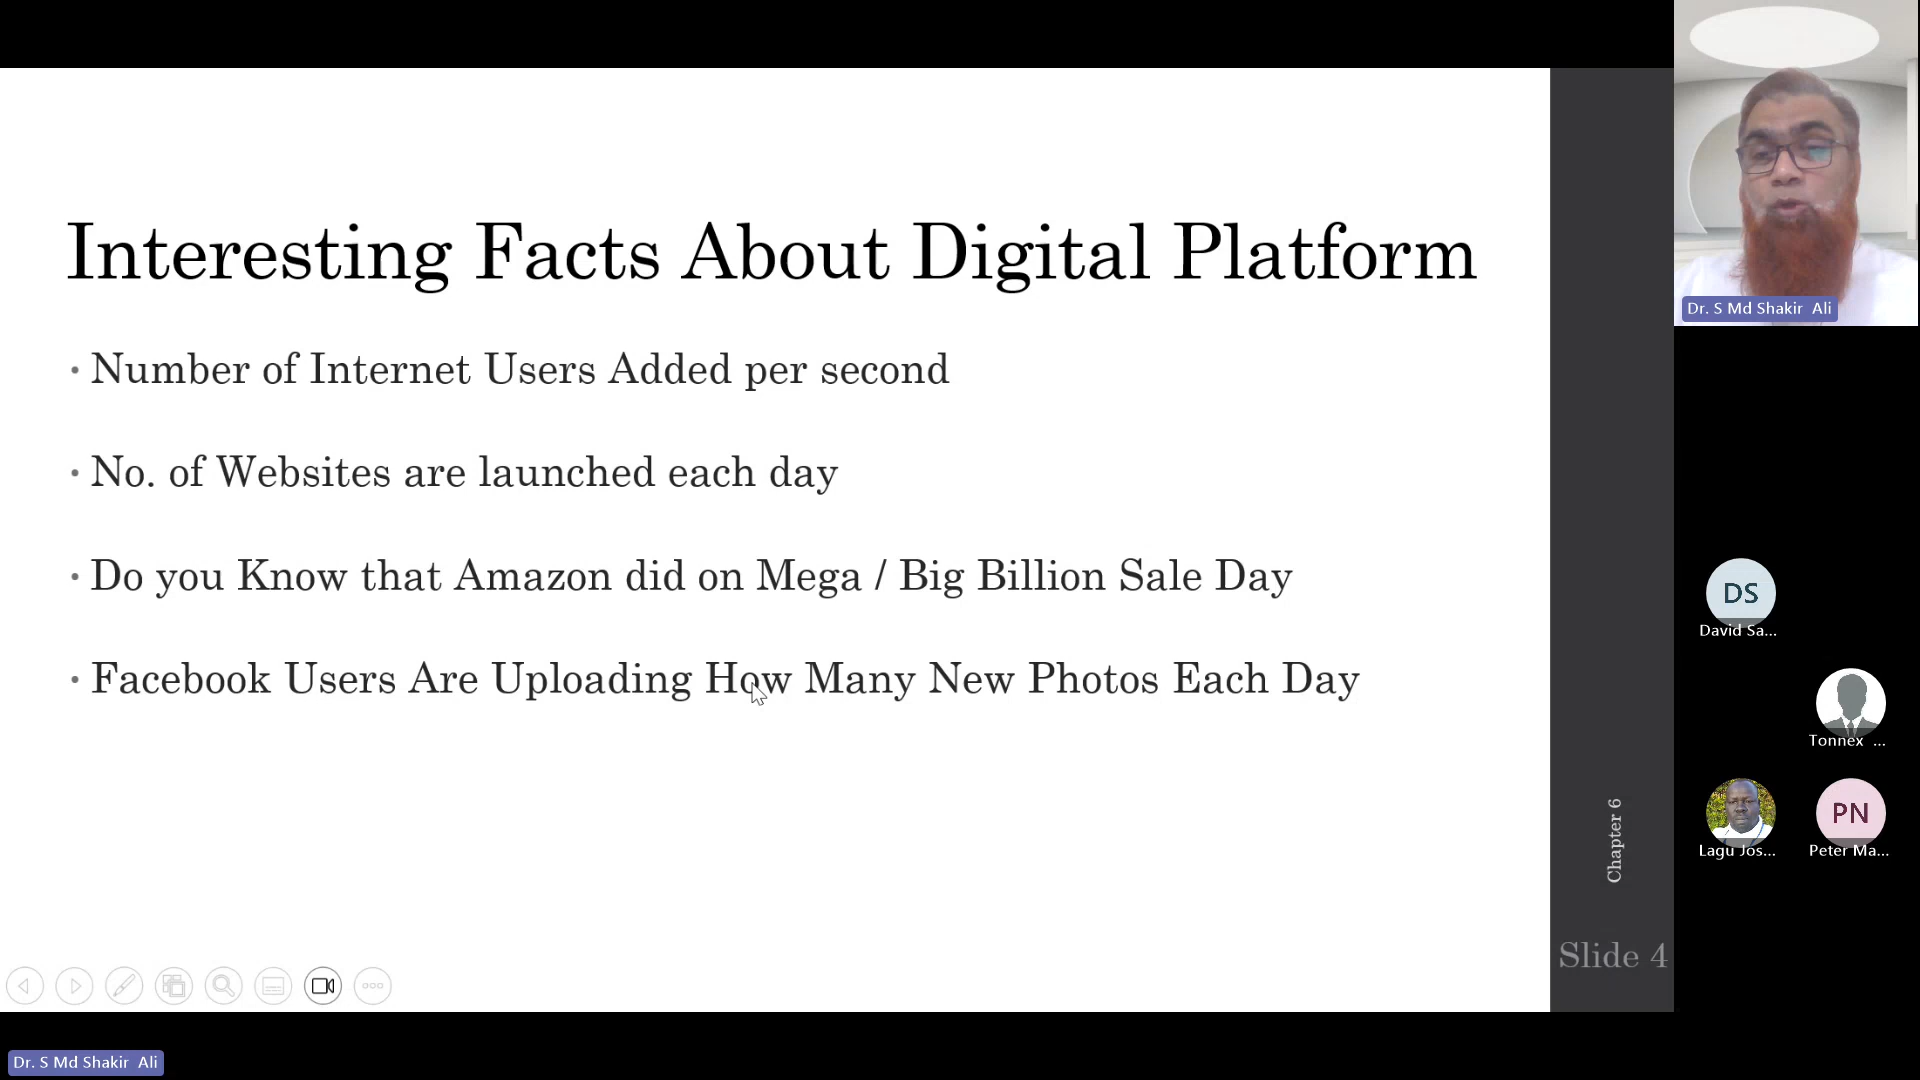 Interesting Facts About Digital Platform
• Number of Internet Users Added per second
• No. of Websites are launched each day
• Do you Know that Amazon did on Mega / Big Billion Sale Day
• Facebook Users Are Uploading How Many New Photos Each Day
Chapter 6
Slide 4
Dr. S Md Shakir Ali
DS
David Sa...
Tonnex ...
Lagu Jos...
PN
Peter Ma...
Dr. S Md Shakir Ali